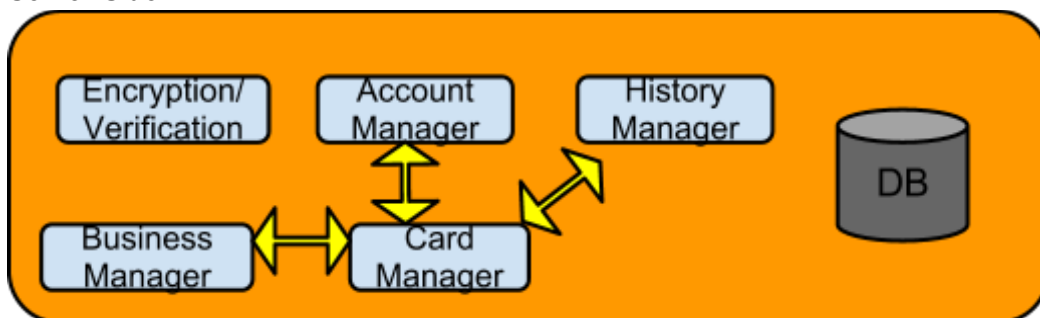 Encryption/
Verification
Account
Manager
History
Manager
DB
Business
Manager
Card
Manager